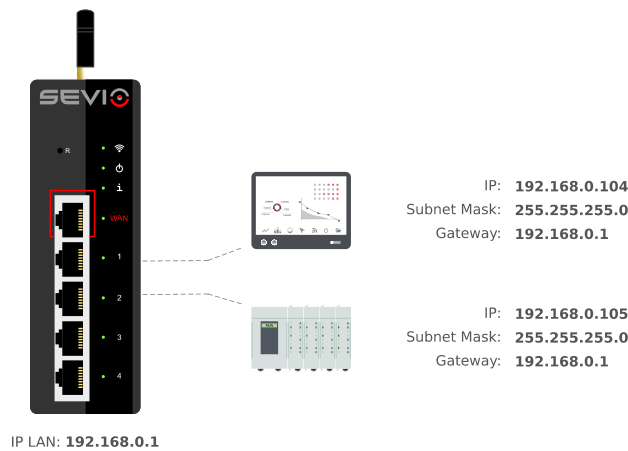 SEVIO
R
WAN
1
2
3
4
IP LAN: 192.168.0.1
IP: 192.168.0.104
Subnet Mask: 255.255.255.0
Gateway: 192.168.0.1
IP: 192.168.0.105
Subnet Mask: 255.255.255.0
Gateway: 192.168.0.1